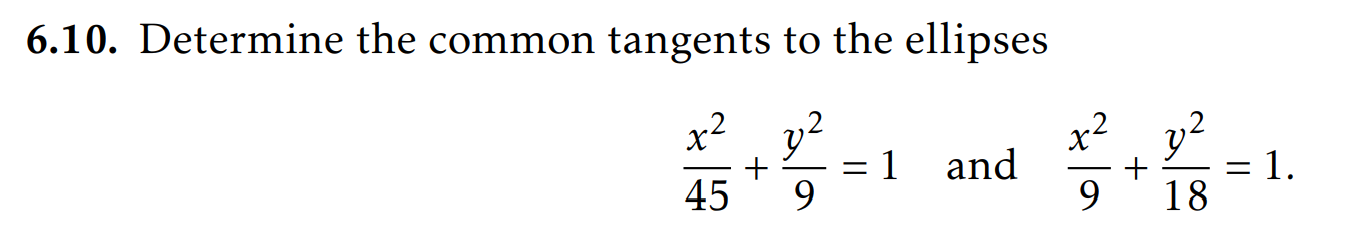 6.10. Determine the common tangents to the ellipses
x²/45 + y²/9 = 1 and x²/9 + y²/18 = 1.